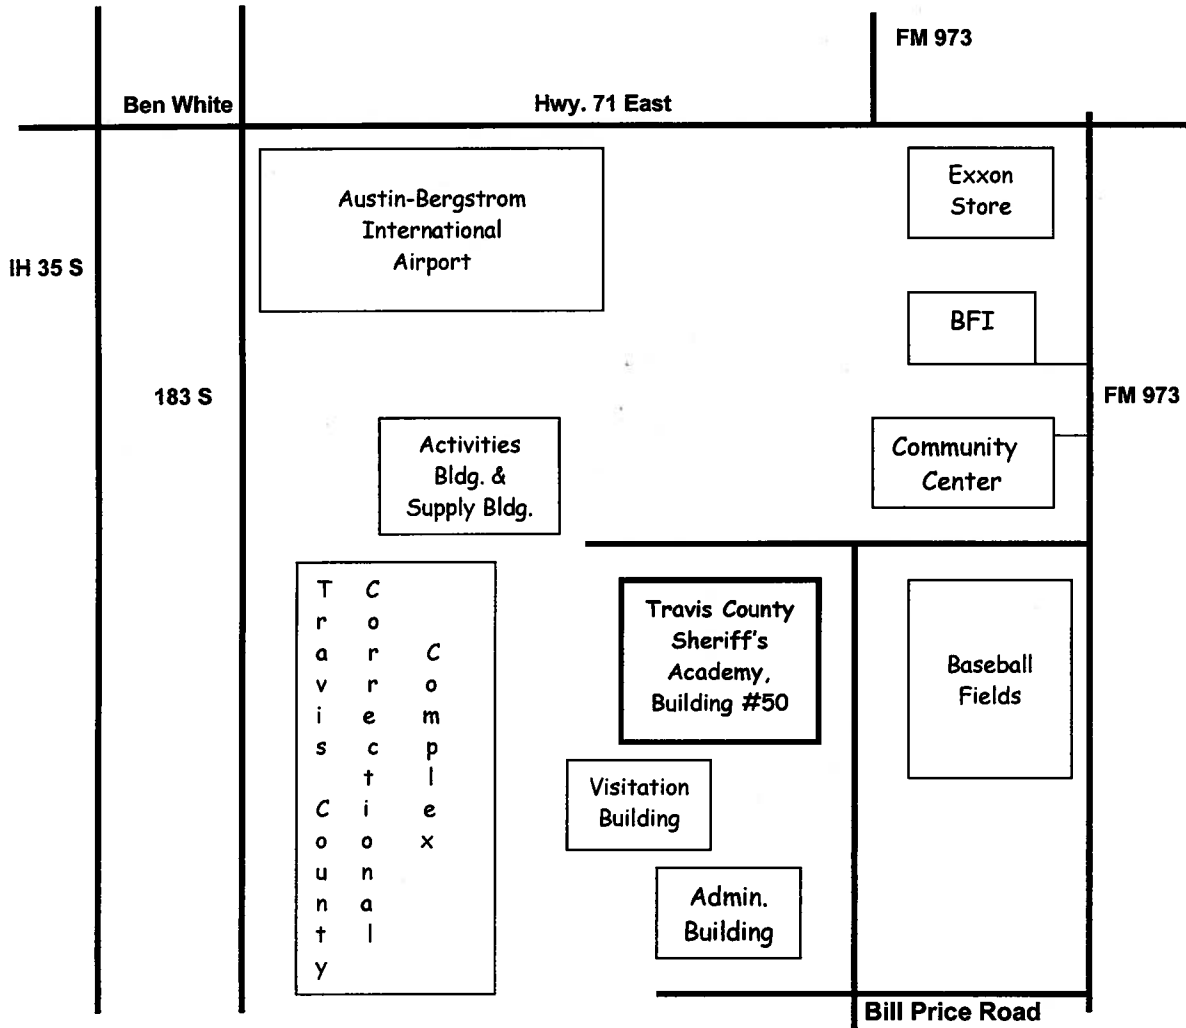 FM 973
Ben White
Hwy. 71 East
Austin-Bergstrom
International
Airport
Exxon
Store
IH 35 S
BFI
183 S
FM 973
Activities
Bldg. &
Supply Bldg.
Community
Center
Travis County
Correctional
Complex
Travis County
Sheriff's
Academy,
Building #50
Baseball
Fields
Visitation
Building
Admin.
Building
Bill Price Road